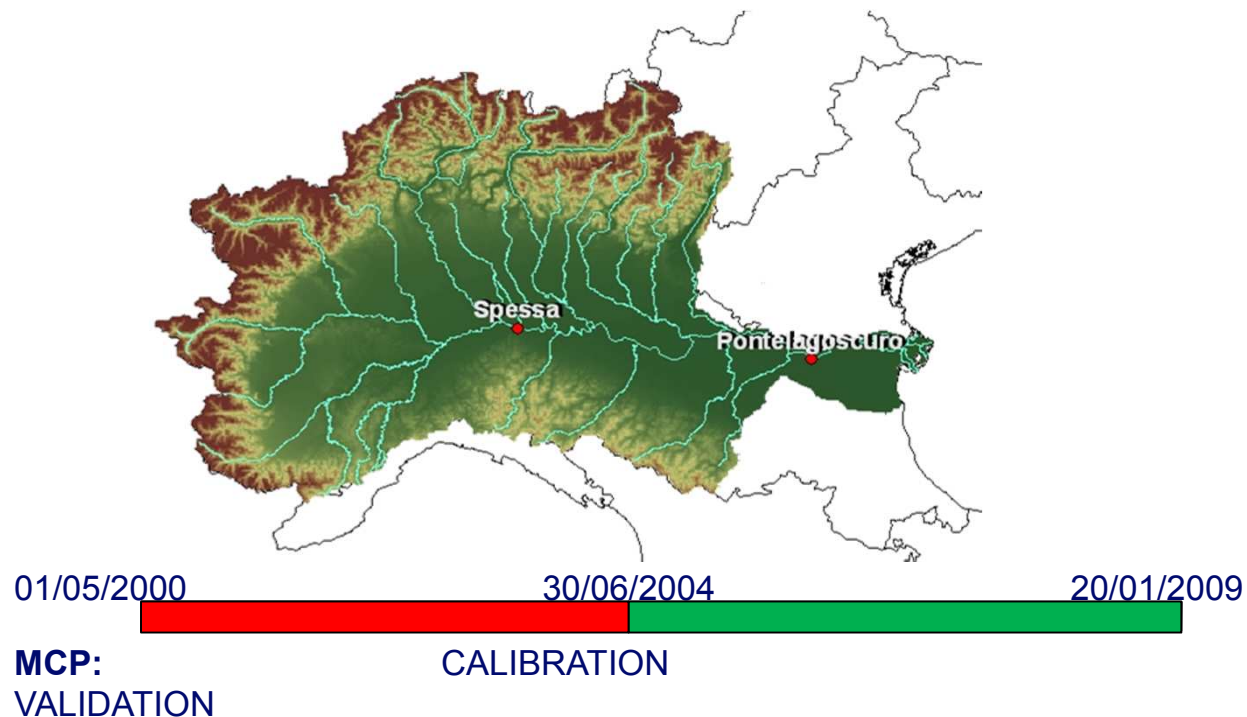 Spessa
Pontelagoscuro
01/05/2000 30/06/2004 20/01/2009
MCP: CALIBRATION
VALIDATION